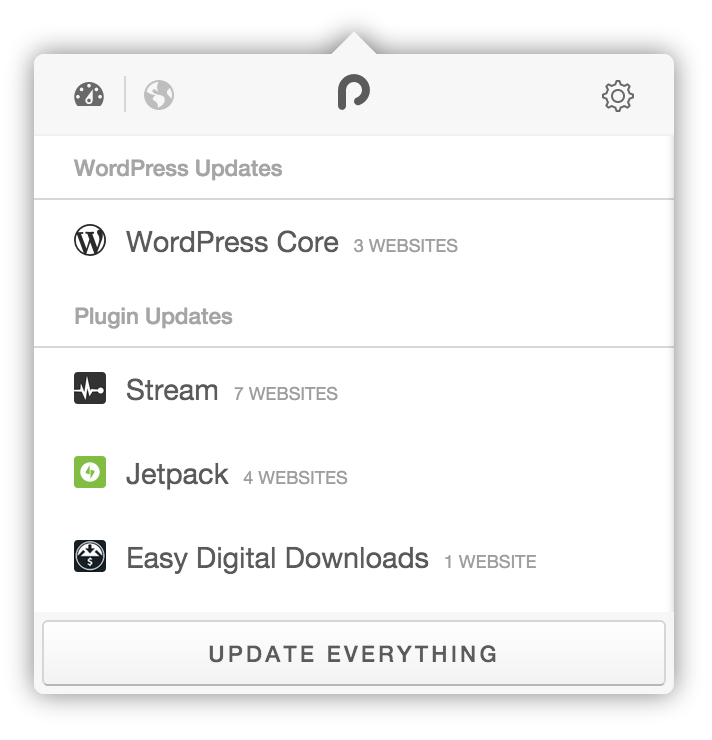 WordPress Updates
WordPress Core 3 WEBSITES
Plugin Updates
Stream 7 WEBSITES
Jetpack 4 WEBSITES
Easy Digital Downloads 1 WEBSITE
UPDATE EVERYTHING